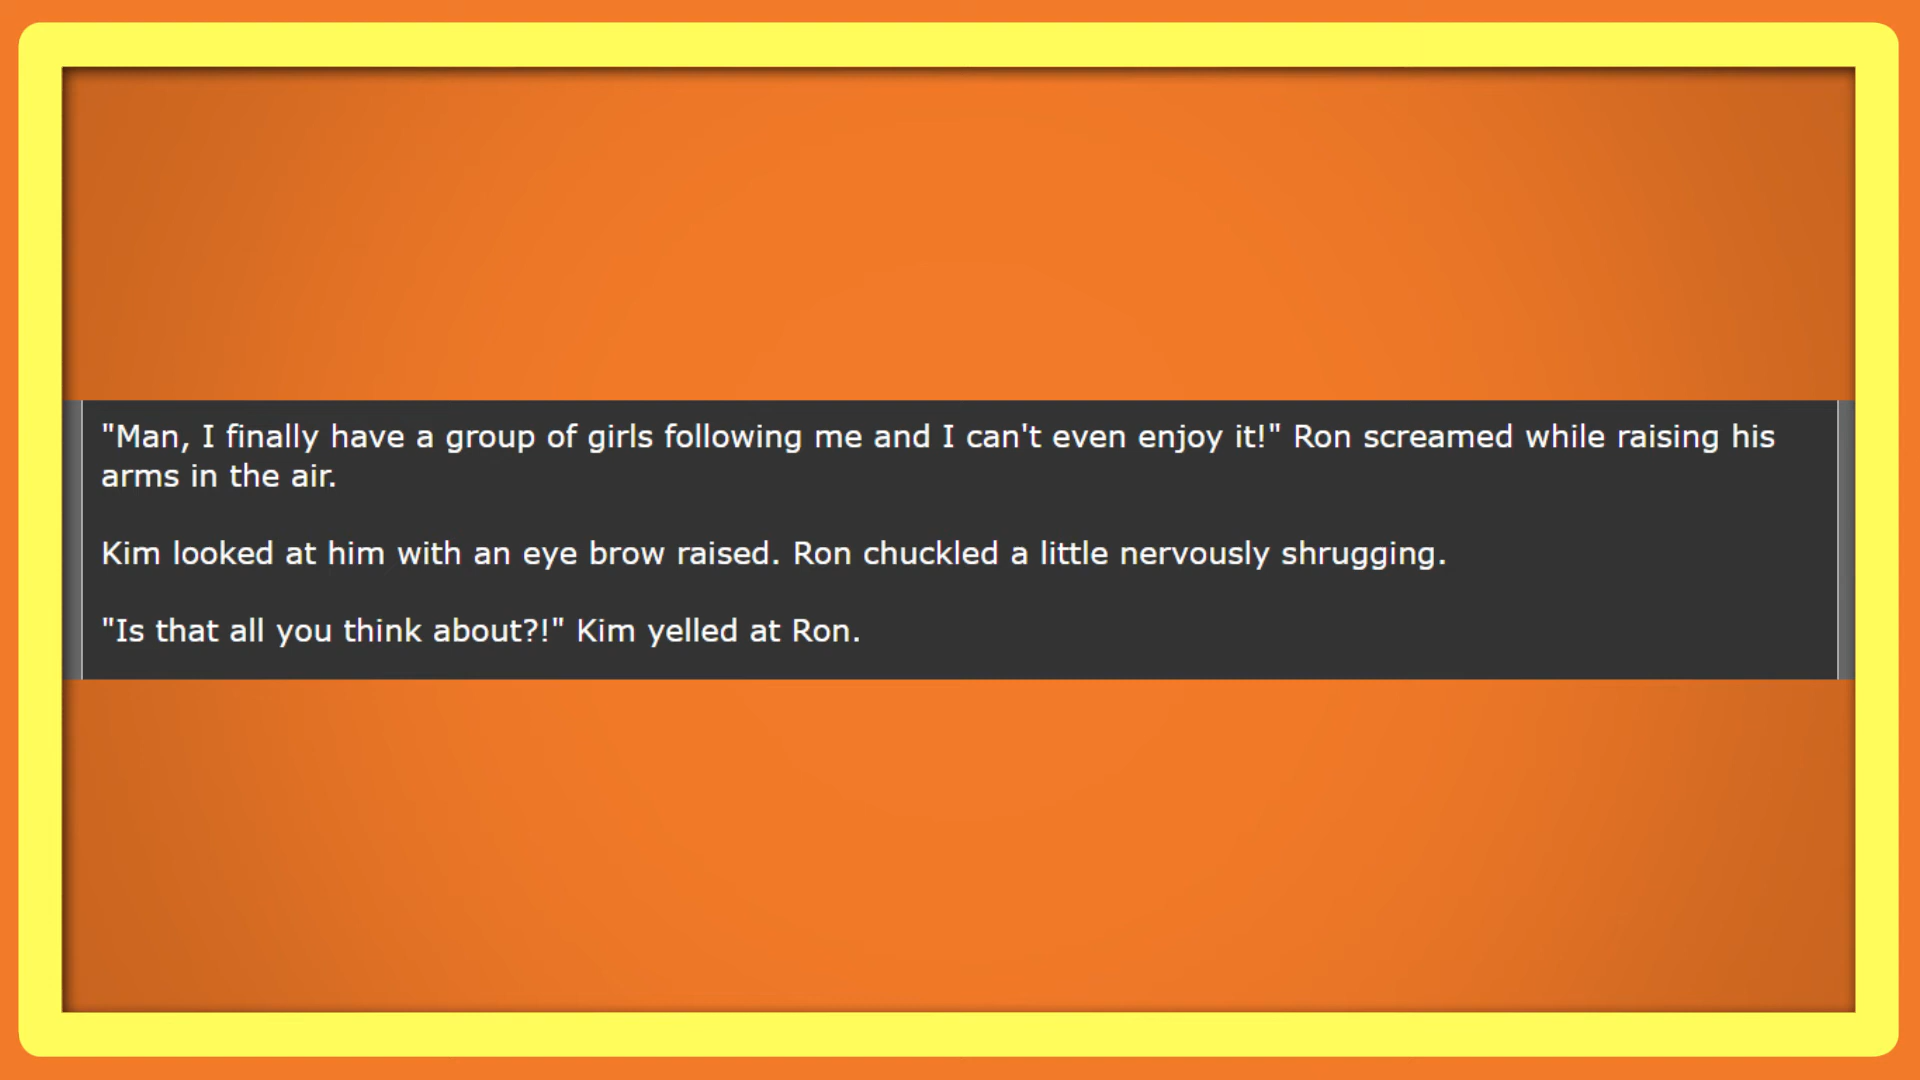 "Man, I finally have a group of girls following me and I can't even enjoy it!" Ron screamed while raising his
arms in the air.
Kim looked at him with an eye brow raised. Ron chuckled a little nervously shrugging.
"Is that all you think about?!" Kim yelled at Ron.